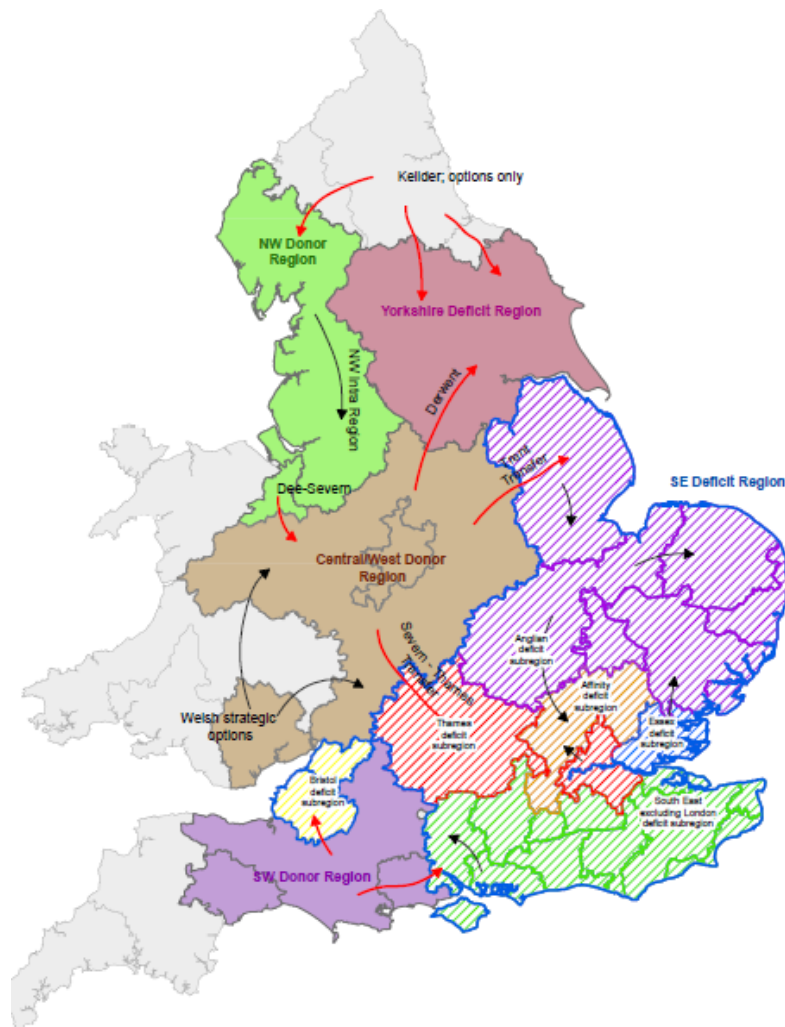 Kielder; options only
NW Donor
Region
Yorkshire Deficit Region
NW Intra Region
Derwent
Trent
Transfer
SE Deficit Region
Dee-Severn
Central/West Donor
Region
Severn - Thames
Transfer
Anglian
deficit
subregion
Affinity
deficit
subregion
Welsh strategic
options
Thames
deficit
subregion
Essex
deficit
subregion
Bristol
deficit
subregion
South East
excluding London
deficit subregion
SW Donor Region